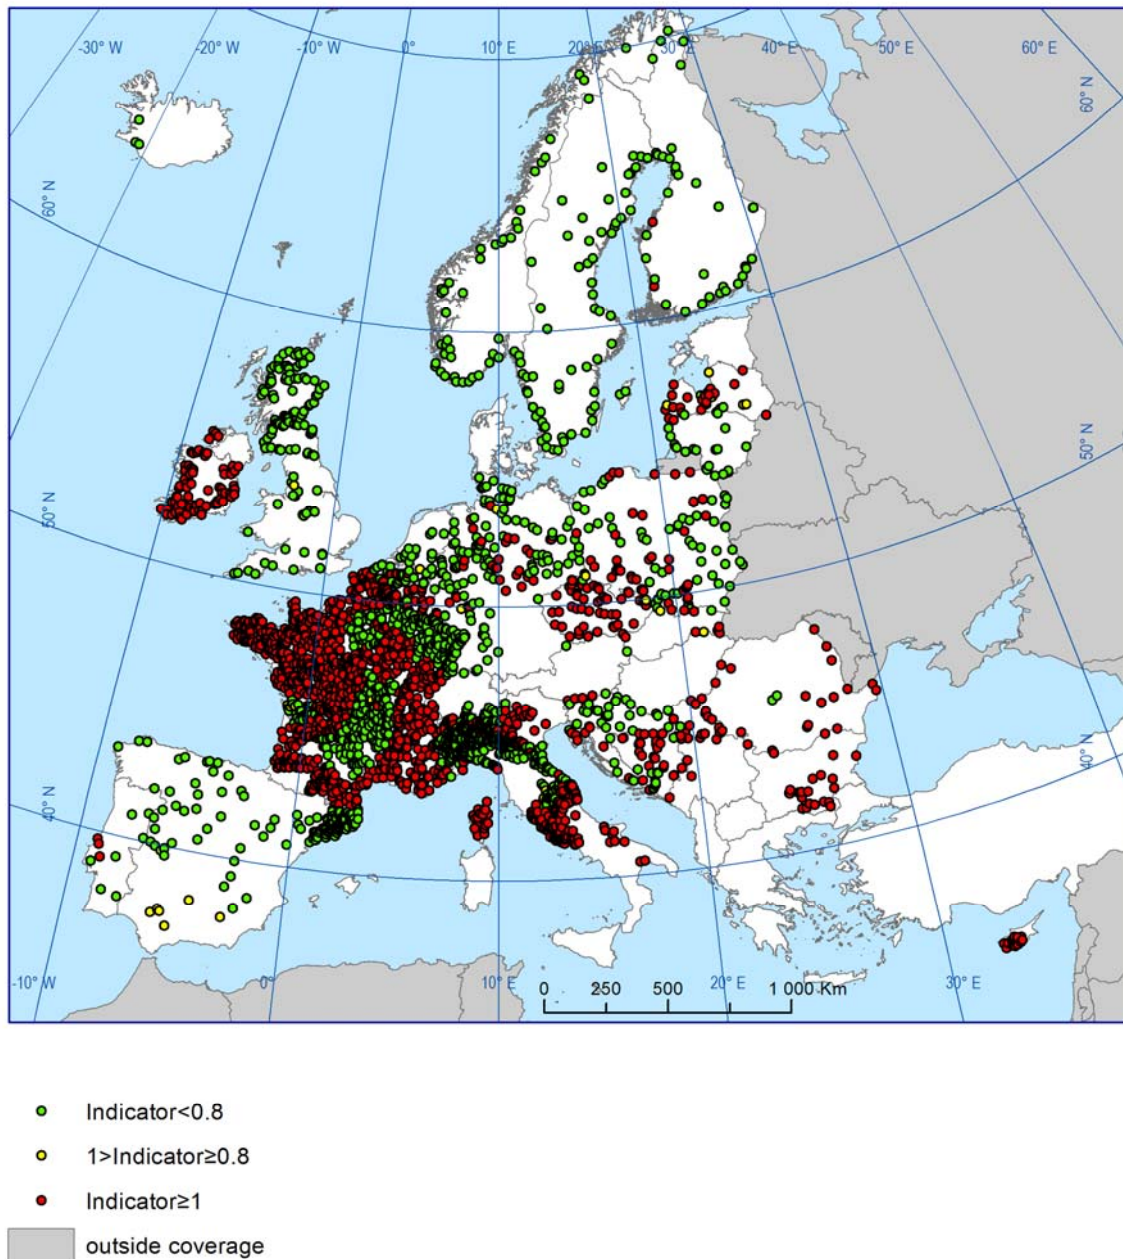 -30° W
-20° W
-10° W
0°
10° E
20° E
30° E
40° E
50° E
60° E
60° N
60° N
50° N
50° N
40° N
40° N
-10° W
0°
10° E
20° E
30° E
0 250 500 1 000 Km
Indicator<0.8
1>Indicator≥0.8
Indicator≥1
outside coverage